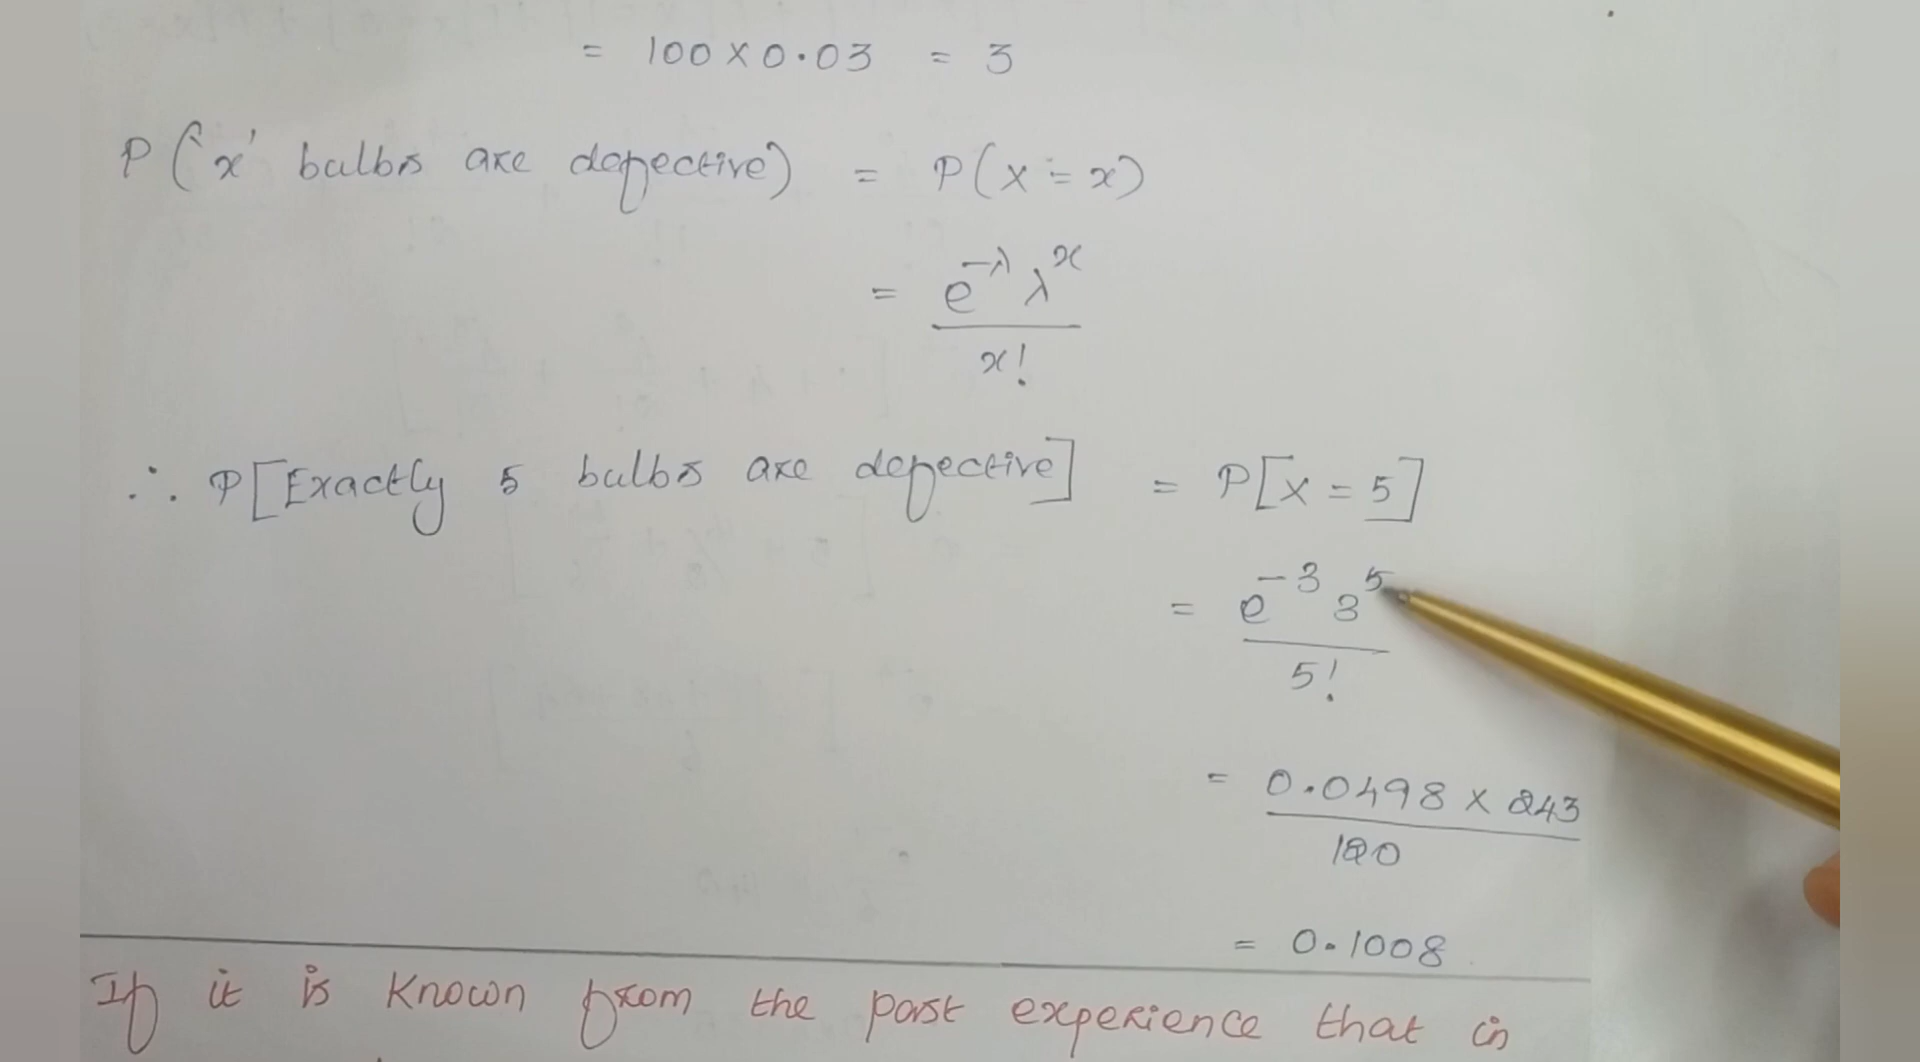 = 100 × 0.03 = 3
P('x' bulbs are defective) = P(X = x)
= e^-λ λ^x
x!
∴ P[Exactly 5 bulbs are defective] = P[X = 5]
= e^-3 3^5
5!
= 0.0498 × 243
120
= 0.1008
If it is known from the past experience that in